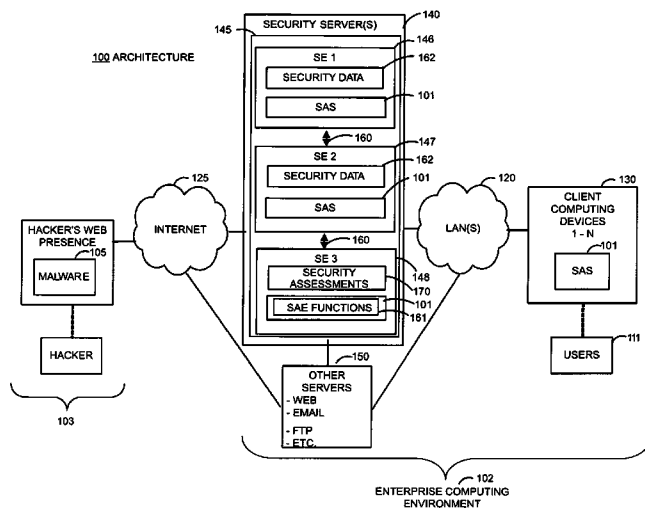 SECURITY SERVER(S)
140
145
146
100 ARCHITECTURE
SE 1
162
SECURITY DATA
101
SAS
160
147
SE 2
162
SECURITY DATA
101
SAS
160
125
INTERNET
120
LAN(S)
130
CLIENT
COMPUTING
DEVICES
1 - N
101
SAS
HACKER'S WEB
PRESENCE
105
MALWARE
HACKER
103
SE 3
148
SECURITY
ASSESSMENTS
170
101
SAE FUNCTIONS
161
USERS
111
150
OTHER
SERVERS
- WEB
- EMAIL
- FTP
- ETC.
102
ENTERPRISE COMPUTING
ENVIRONMENT